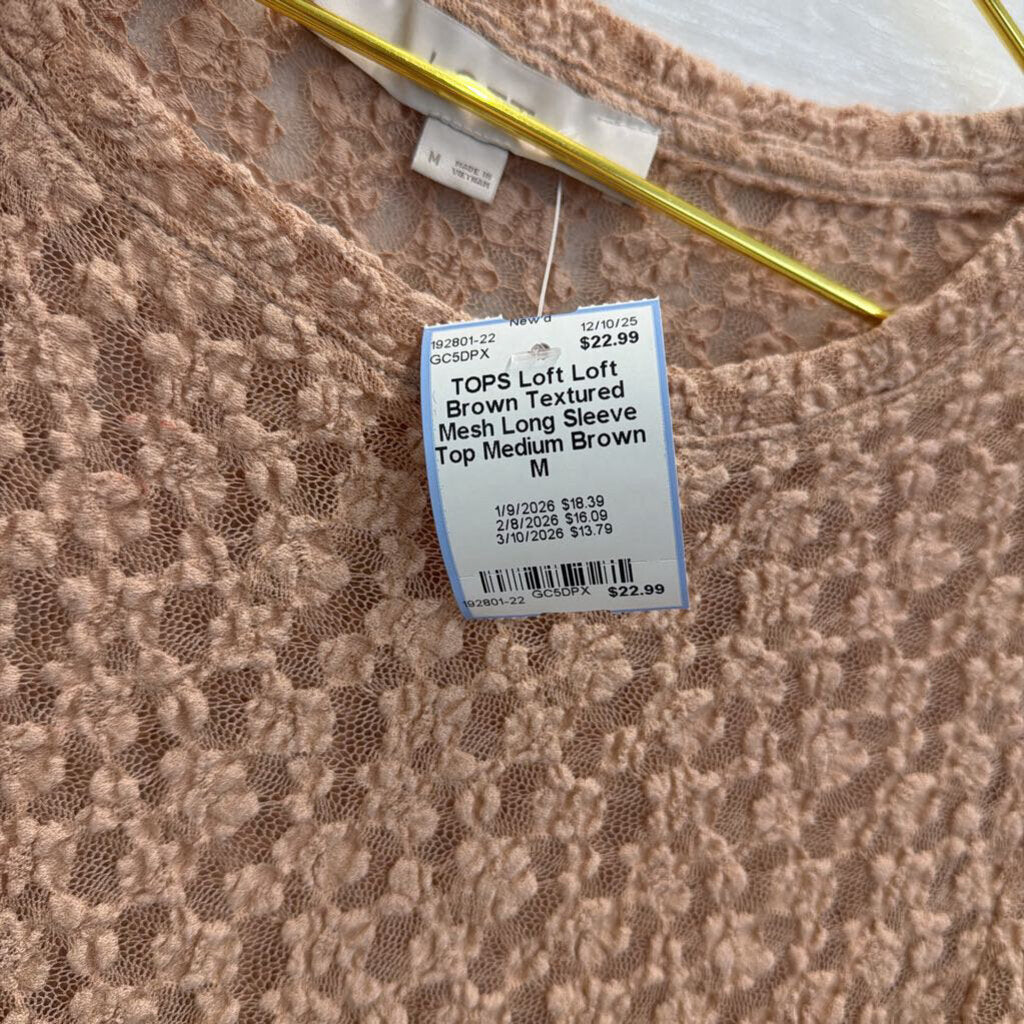 LOFT
M
MADE IN
VIETNAM
New'd
192801-22 12/10/25
GC5DPX $22.99
TOPS Loft Loft
Brown Textured
Mesh Long Sleeve
Top Medium Brown
M
1/9/2026 $18.39
2/8/2026 $16.09
3/10/2026 $13.79
192801-22 GC5DPX $22.99